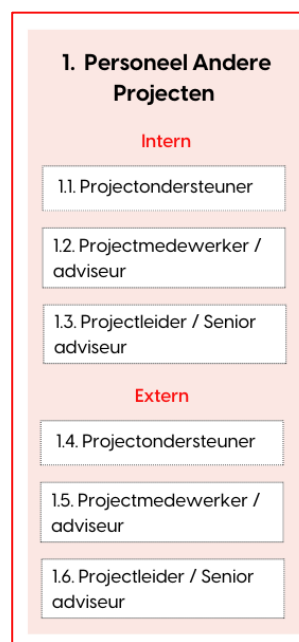 1. Personeel Andere
Projecten
Intern
1.1. Projectondersteuner
1.2. Projectmedewerker /
adviseur
1.3. Projectleider / Senior
adviseur
Extern
1.4. Projectondersteuner
1.5. Projectmedewerker /
adviseur
1.6. Projectleider / Senior
adviseur